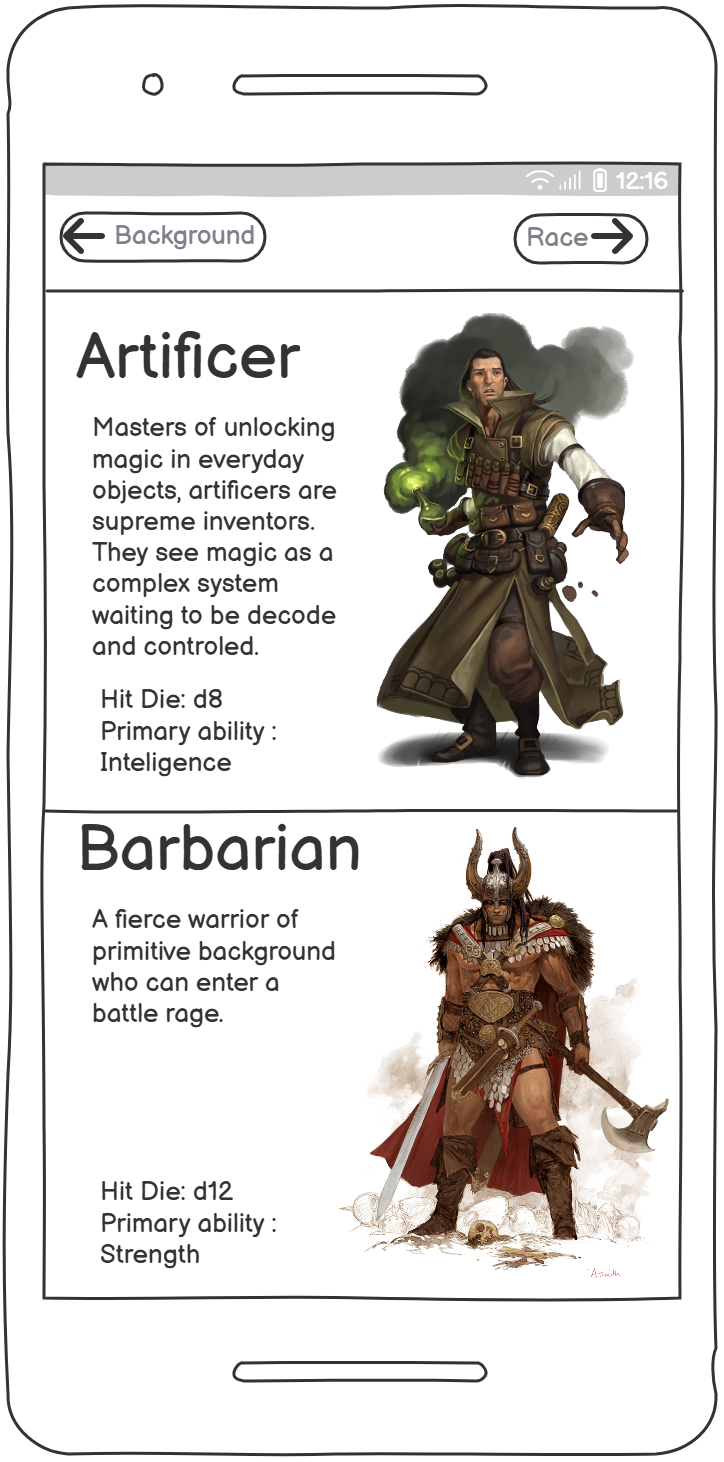 12:16
Background
Race
Artificer
Masters of unlocking
magic in everyday
objects, artificers are
supreme inventors.
They see magic as a
complex system
waiting to be decode
and controled.
Hit Die: d8
Primary ability :
Inteligence
Barbarian
A fierce warrior of
primitive background
who can enter a
battle rage.
Hit Die: d12
Primary ability :
Strength
A.Smith